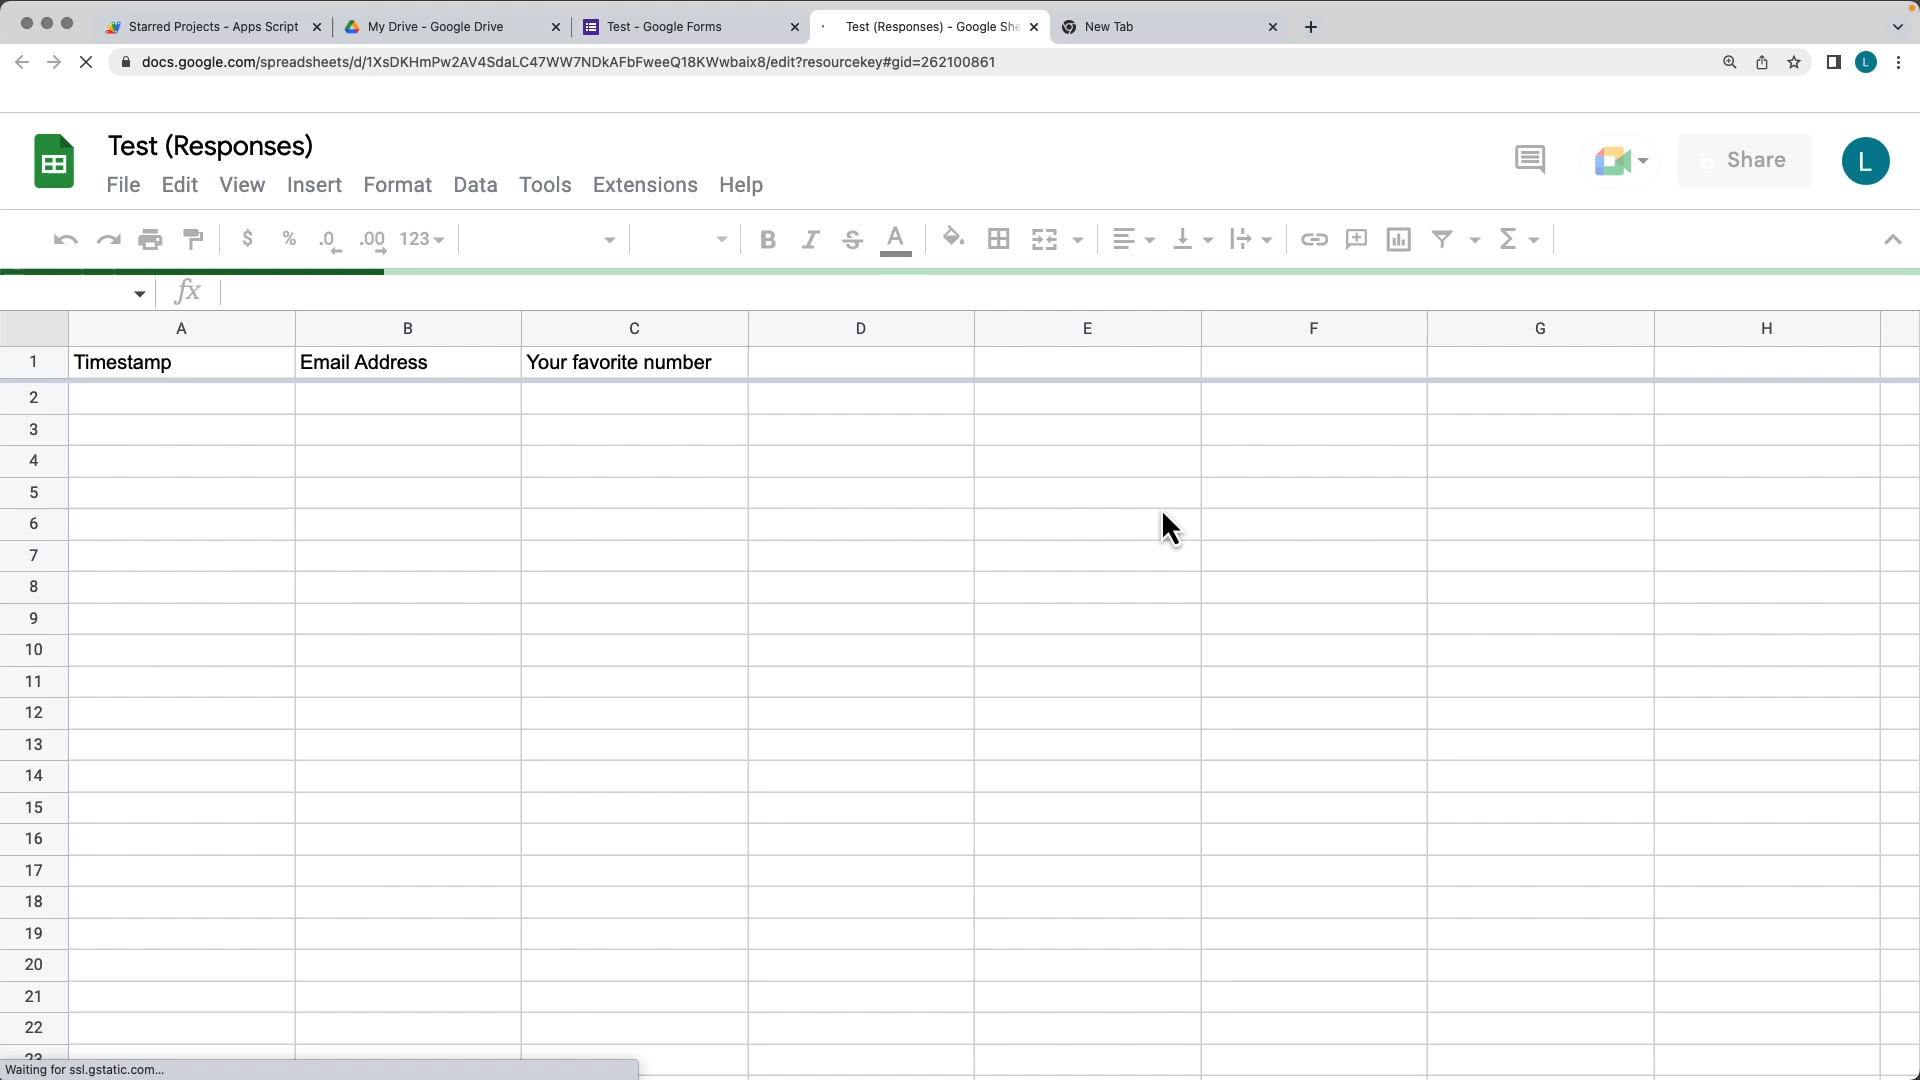 Starred Projects - Apps Script
My Drive - Google Drive
Test - Google Forms
Test (Responses) - Google She
New Tab
docs.google.com/spreadsheets/d/1XsDKHmPw2AV4SdaLC47WW7NDkAFbFweeQ18KWwbaix8/edit?resourcekey#gid=262100861
L
Test (Responses)
Share
L
File Edit View Insert Format Data Tools Extensions Help
$ % .0 .00 123 B I S A Σ
fx
A B C D E F G H
1 Timestamp Email Address Your favorite number
2
3
4
5
6
7
8
9
10
11
12
13
14
15
16
17
18
19
20
21
22
23
Waiting for ssl.gstatic.com...